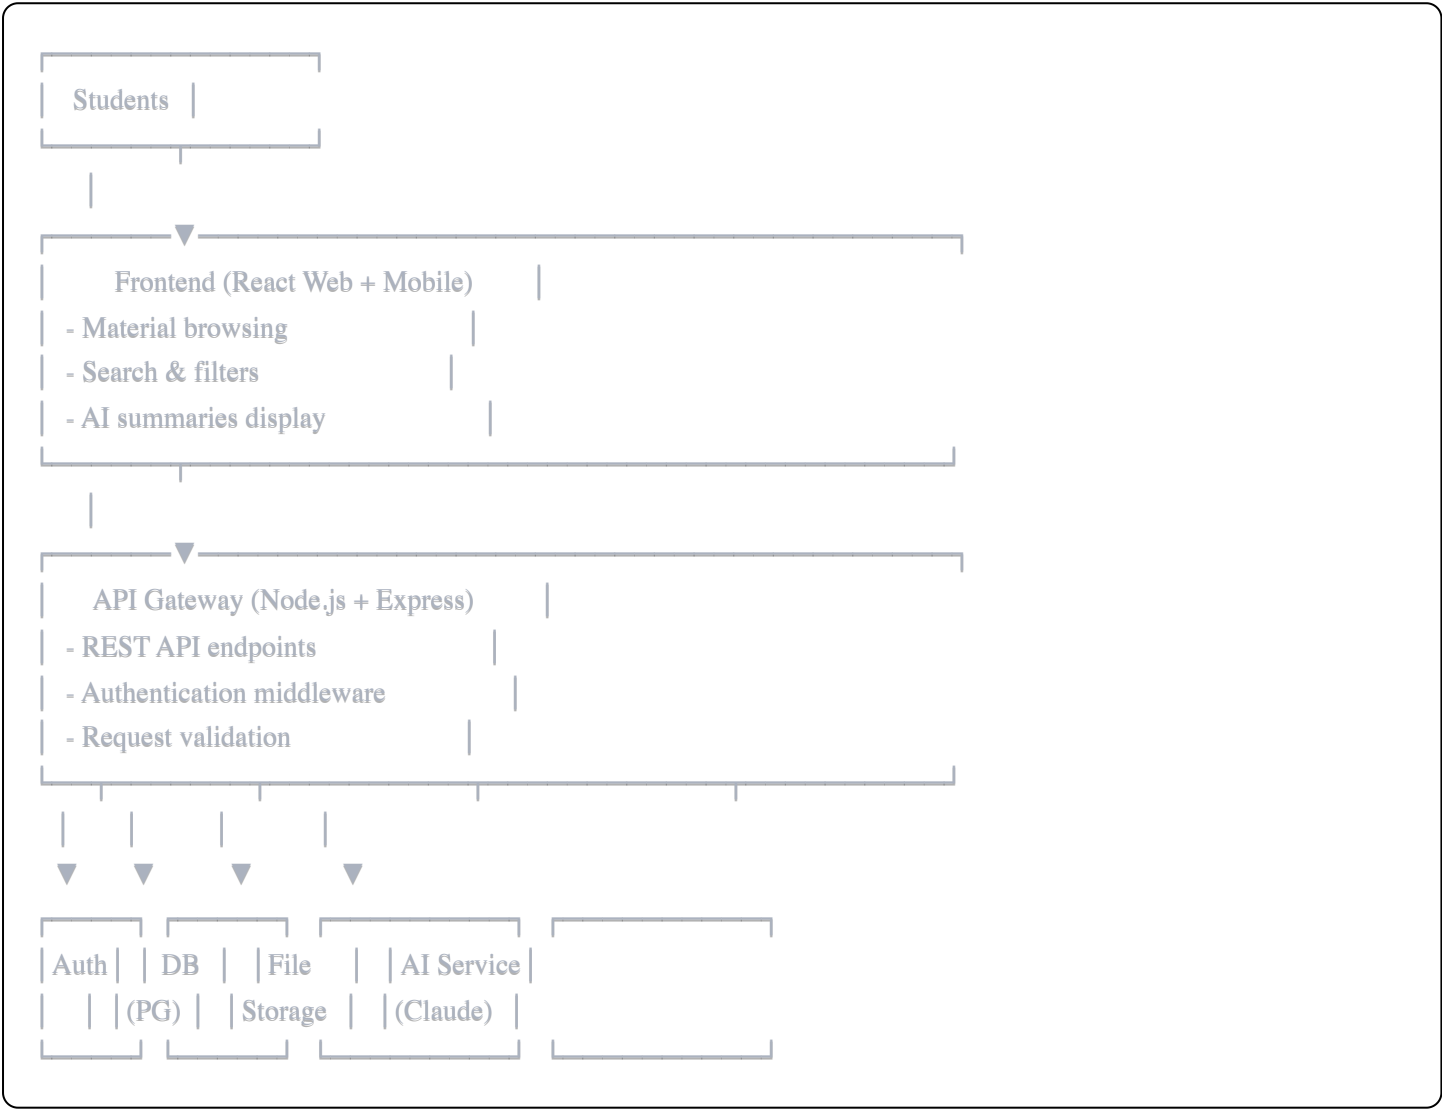 Students
Frontend (React Web + Mobile)
- Material browsing
- Search & filters
- AI summaries display
API Gateway (Node.js + Express)
- REST API endpoints
- Authentication middleware
- Request validation
Auth DB File AI Service
(PG) Storage (Claude)